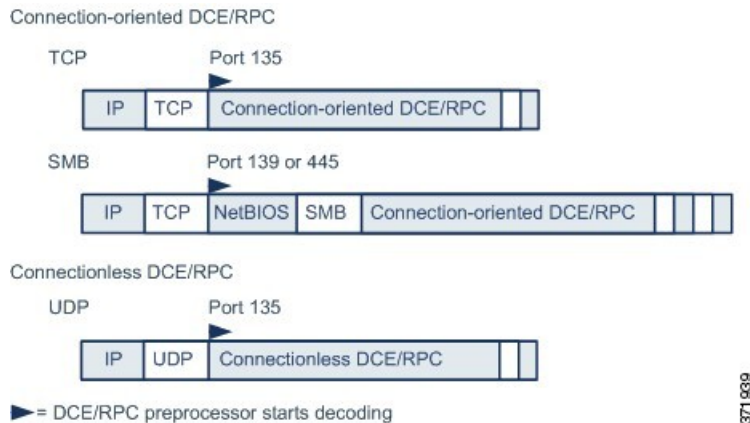 Connection-oriented DCE/RPC
TCP Port 135
IP TCP Connection-oriented DCE/RPC
SMB Port 139 or 445
IP TCP NetBIOS SMB Connection-oriented DCE/RPC
Connectionless DCE/RPC
UDP Port 135
IP UDP Connectionless DCE/RPC
= DCE/RPC preprocessor starts decoding
371939